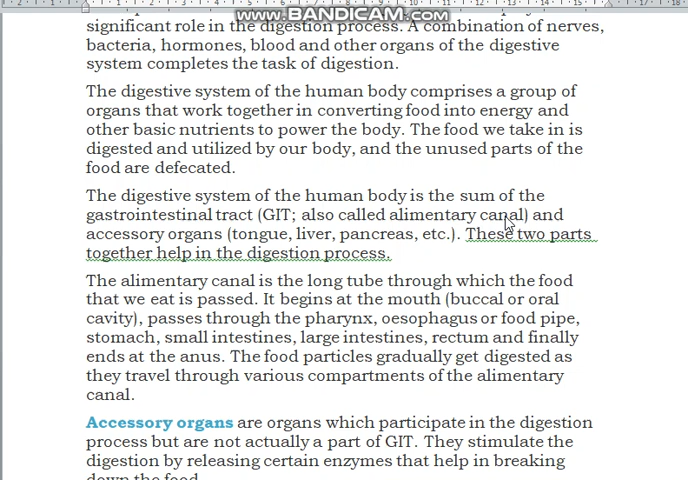 www.BANDICAM.com
significant role in the digestion process. A combination of nerves,
bacteria, hormones, blood and other organs of the digestive
system completes the task of digestion.
The digestive system of the human body comprises a group of
organs that work together in converting food into energy and
other basic nutrients to power the body. The food we take in is
digested and utilized by our body, and the unused parts of the
food are defecated.
The digestive system of the human body is the sum of the
gastrointestinal tract (GIT; also called alimentary canal) and
accessory organs (tongue, liver, pancreas, etc.). These two parts
together help in the digestion process.
The alimentary canal is the long tube through which the food
that we eat is passed. It begins at the mouth (buccal or oral
cavity), passes through the pharynx, oesophagus or food pipe,
stomach, small intestines, large intestines, rectum and finally
ends at the anus. The food particles gradually get digested as
they travel through various compartments of the alimentary
canal.
Accessory organs are organs which participate in the digestion
process but are not actually a part of GIT. They stimulate the
digestion by releasing certain enzymes that help in breaking
down the food.